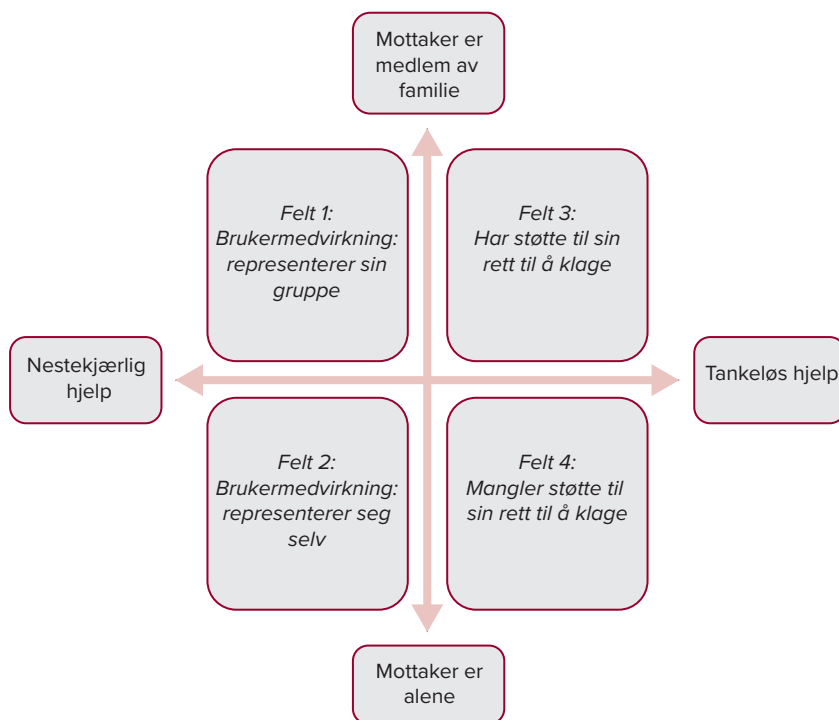 Mottaker er
medlem av
familie
Felt 1:
Brukermedvirkning:
representerer sin
gruppe
Felt 3:
Har støtte til sin
rett til å klage
Nestekjærlig
hjelp
Tankeløs hjelp
Felt 2:
Brukermedvirkning:
representerer seg
selv
Felt 4:
Mangler støtte til
sin rett til å klage
Mottaker er
alene